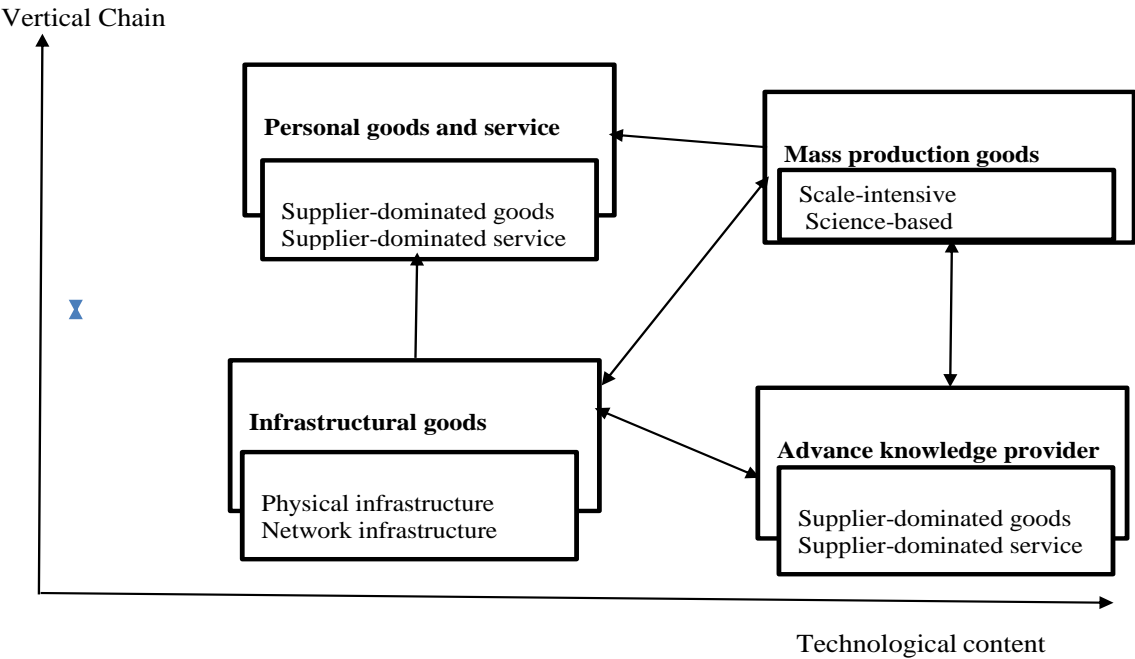 Vertical Chain
Personal goods and service
Supplier-dominated goods
Supplier-dominated service
Mass production goods
Scale-intensive
Science-based
Infrastructural goods
Physical infrastructure
Network infrastructure
Advance knowledge provider
Supplier-dominated goods
Supplier-dominated service
Technological content